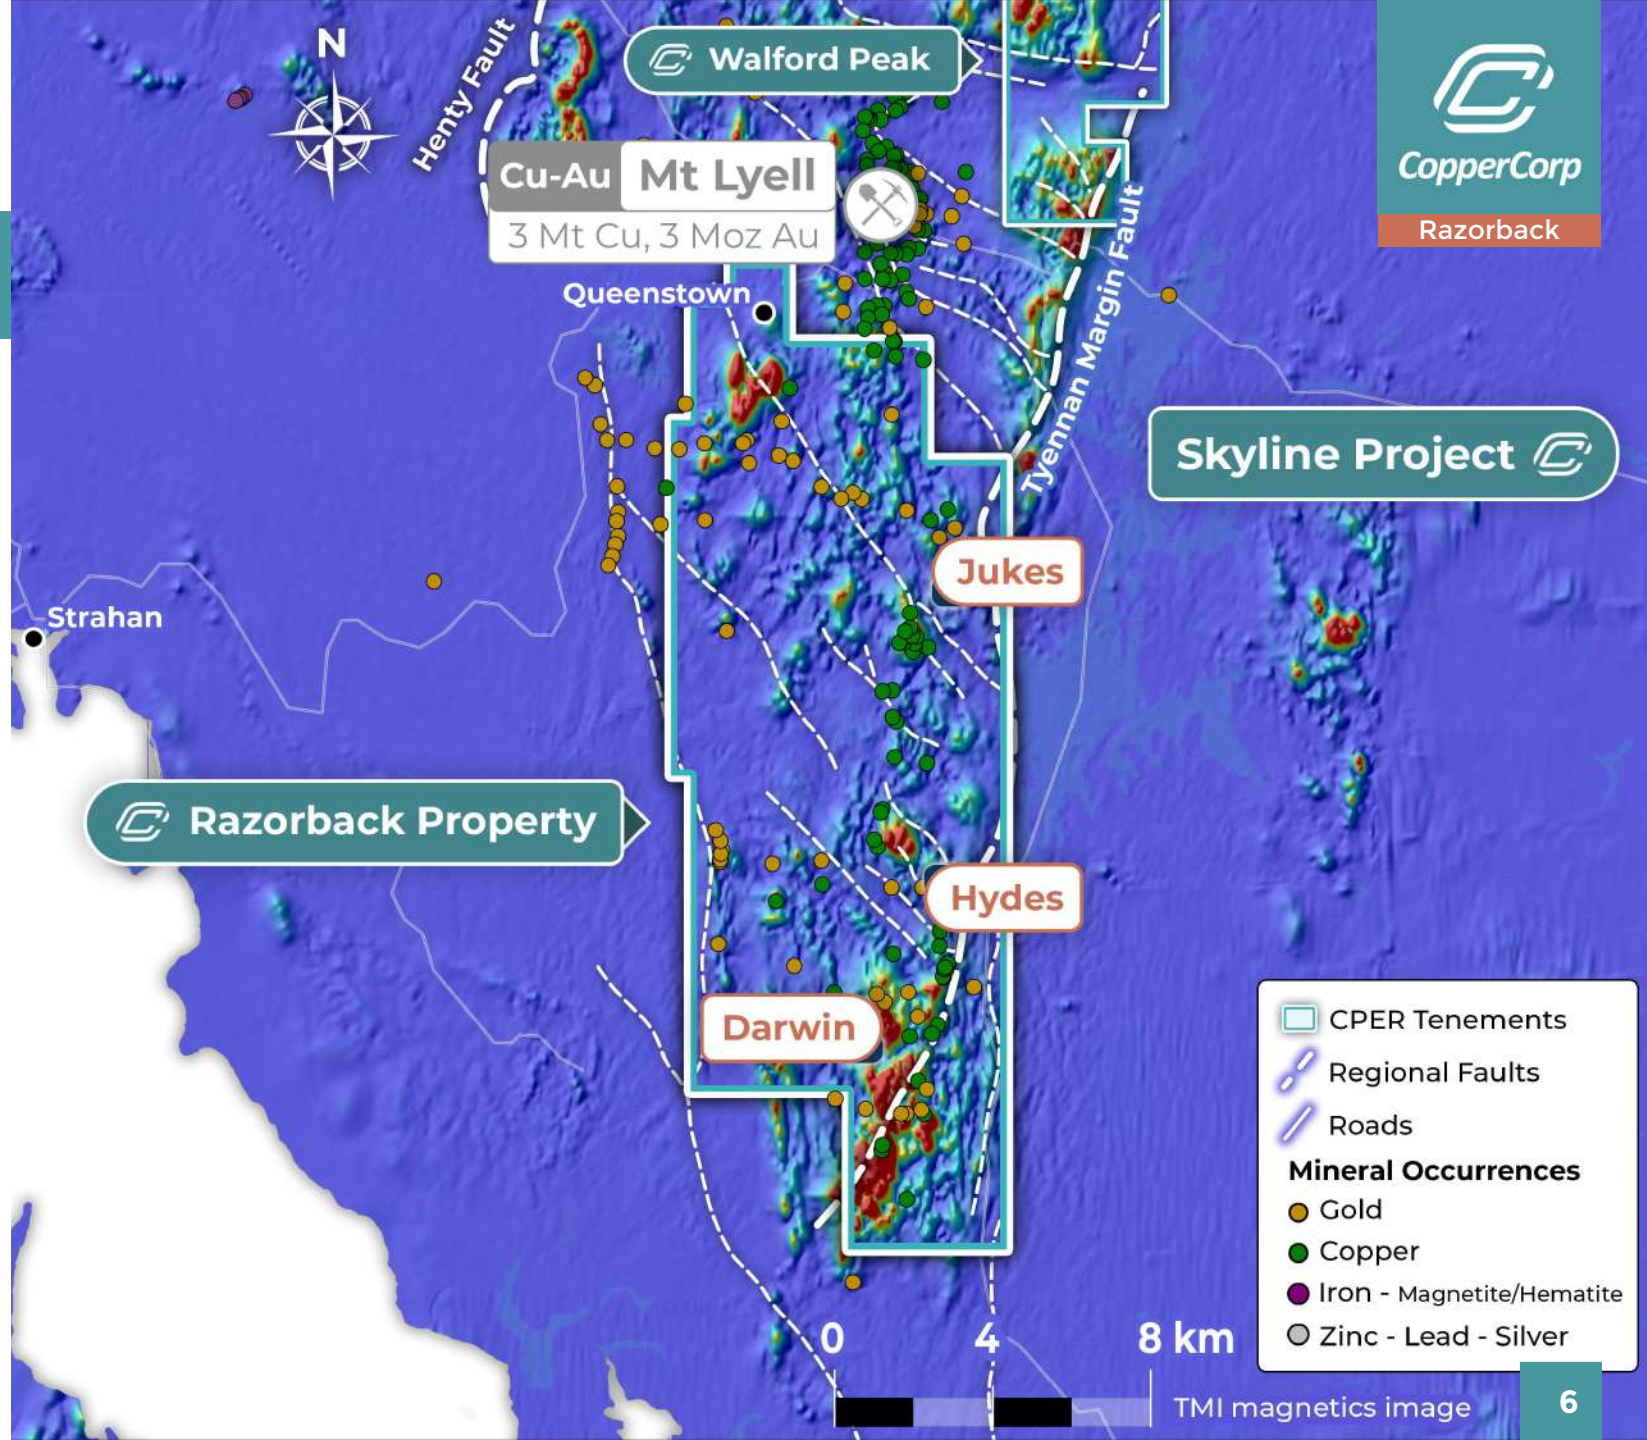 N
Henty Fault
Walford Peak
CopperCorp
Razorback
Cu-Au Mt Lyell
3 Mt Cu, 3 Moz Au
Queenstown
Tyennan Margin Fault
Skyline Project
Jukes
Strahan
Razorback Property
Hydes
Darwin
CPER Tenements
Regional Faults
Roads
Mineral Occurrences
Gold
Copper
Iron - Magnetite/Hematite
Zinc - Lead - Silver
0 4 8 km
TMI magnetics image
6